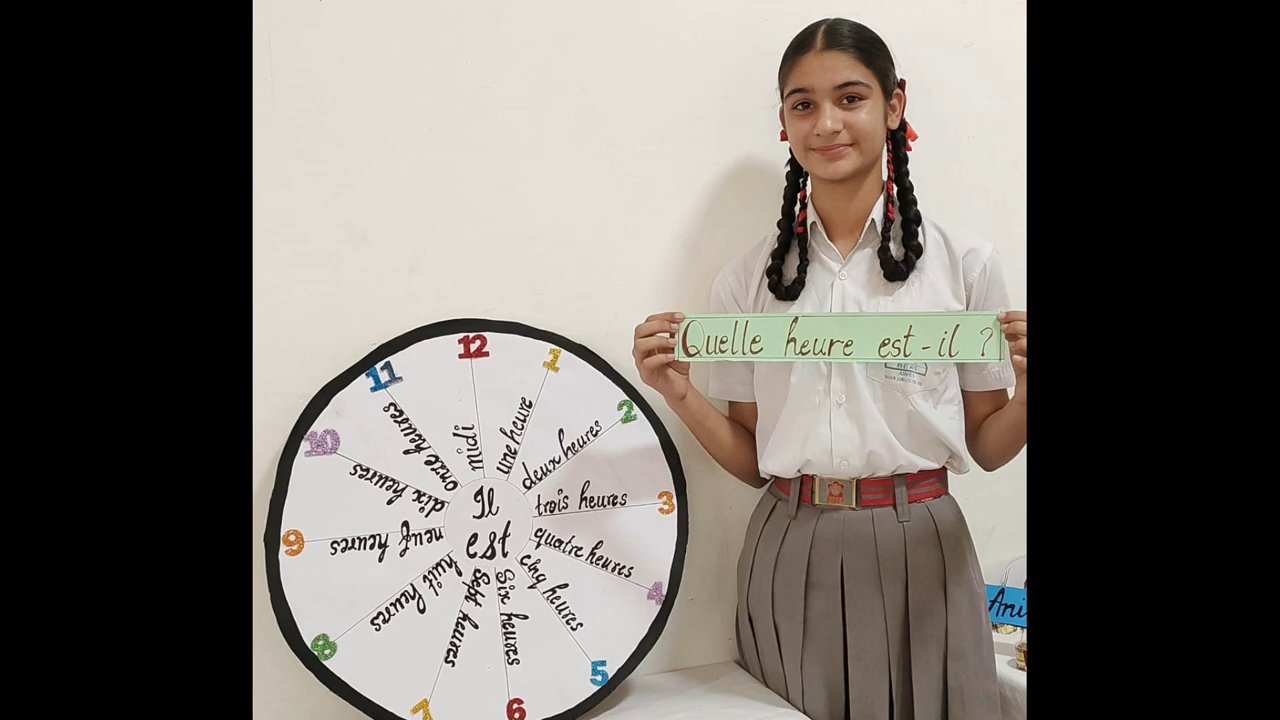 Quelle heure est-il ?
Il
est
12
midi
1
une heure
2
deux heures
3
trois heures
4
quatre heures
5
cinq heures
6
Six heures
7
Sept heures
8
huit heures
9
neuf heures
10
dix heures
11
onze heures
Ani